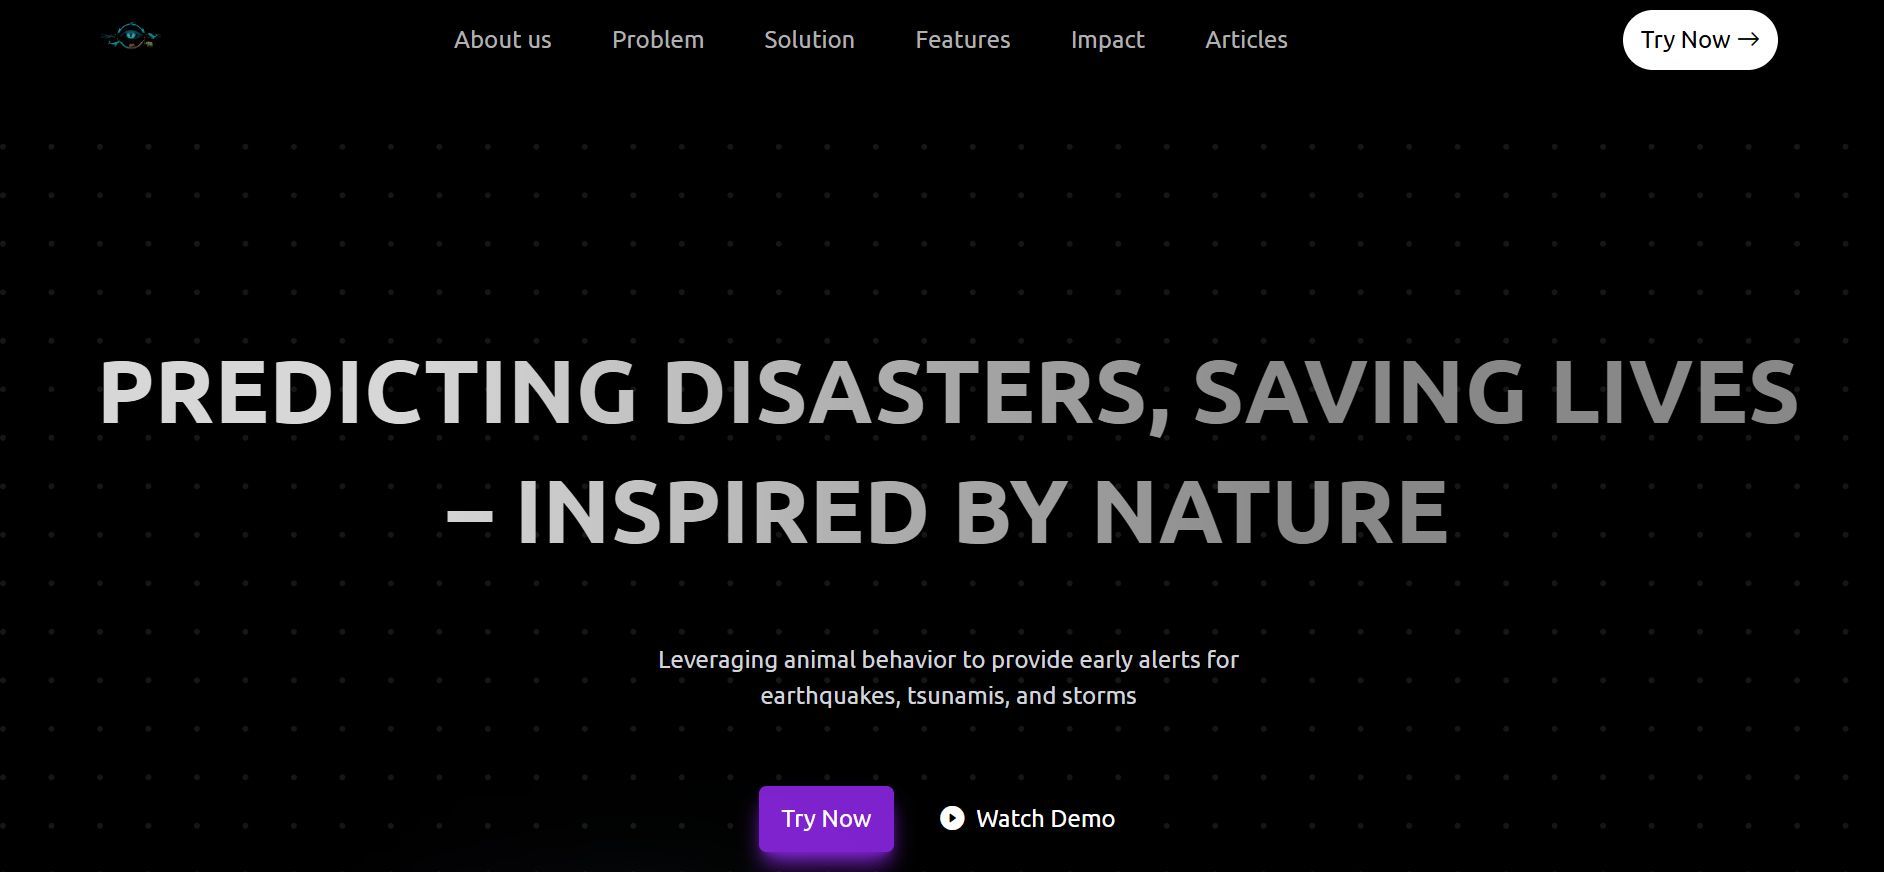 About us
Problem
Solution
Features
Impact
Articles
Try Now
PREDICTING DISASTERS, SAVING LIVES
– INSPIRED BY NATURE
Leveraging animal behavior to provide early alerts for
earthquakes, tsunamis, and storms
Try Now
Watch Demo